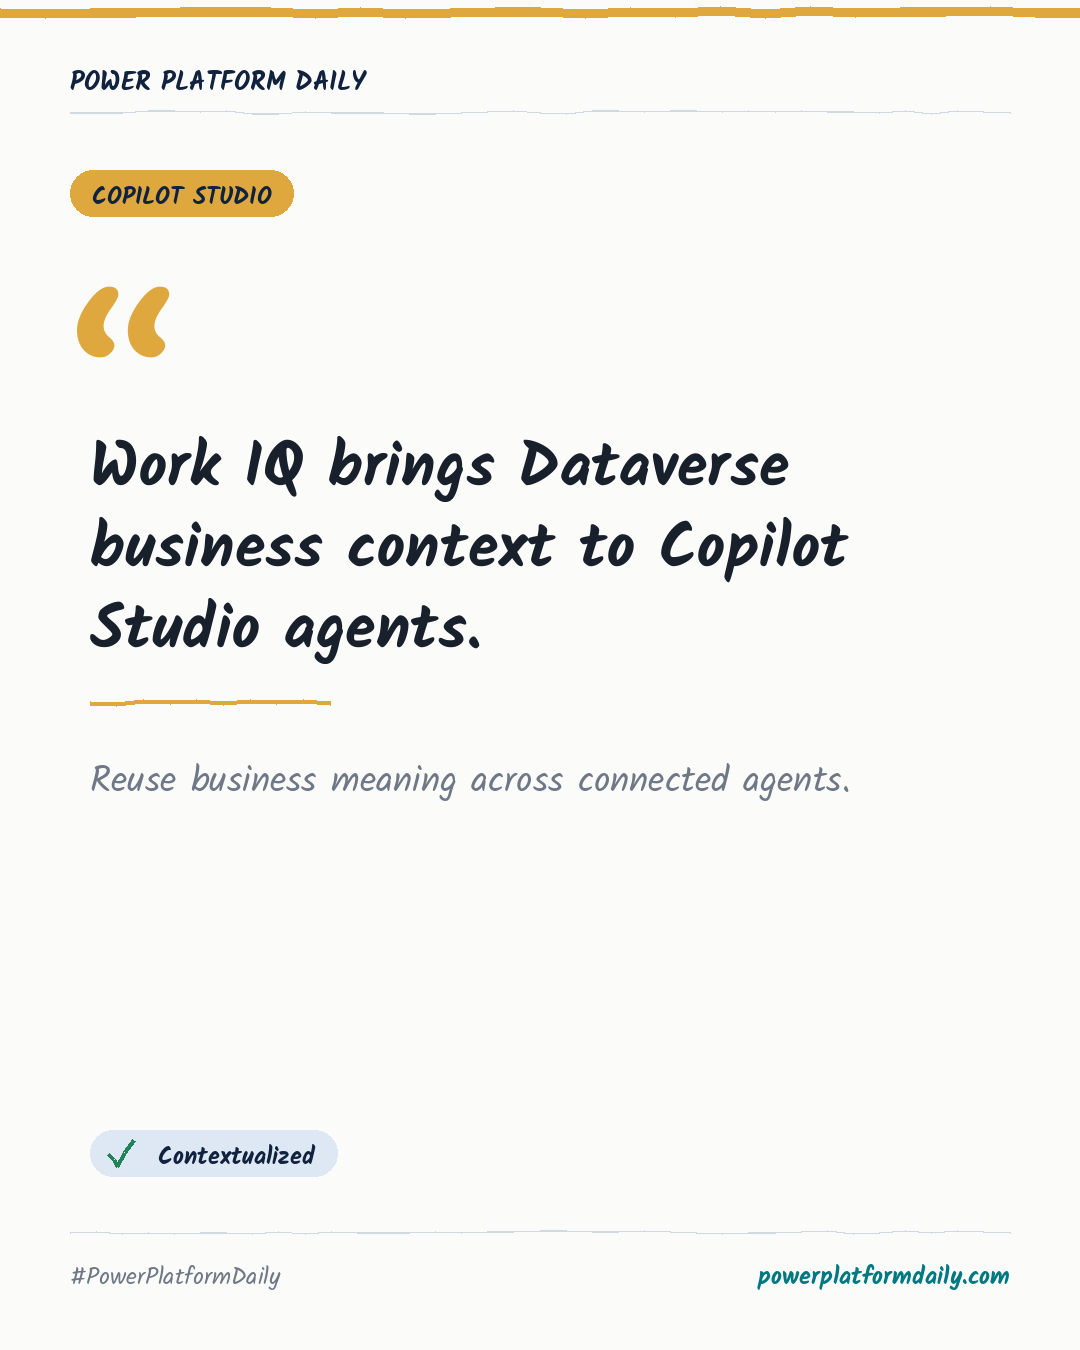 POWER PLATFORM DAILY
COPILOT STUDIO
“
Work IQ brings Dataverse
business context to Copilot
Studio agents.
Reuse business meaning across connected agents.
✓ Contextualized
#PowerPlatformDaily
powerplatformdaily.com